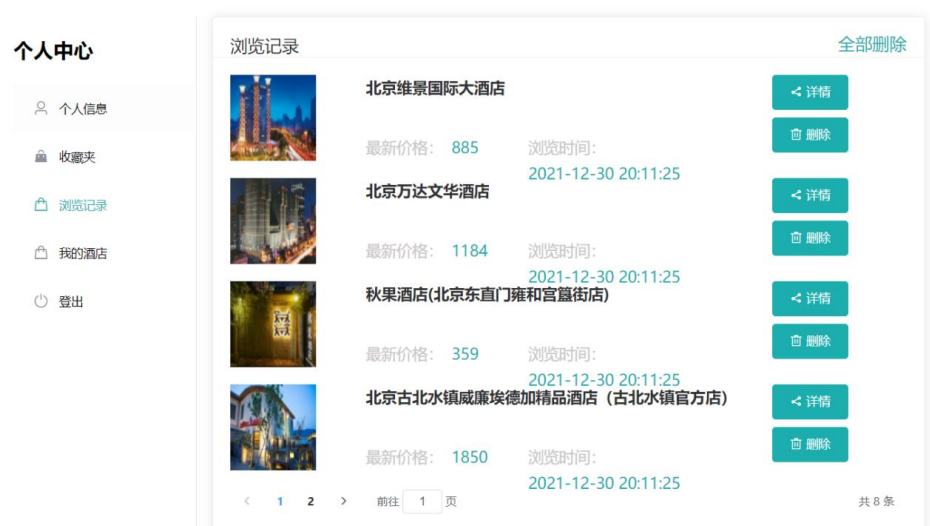 个人中心
个人信息
收藏夹
浏览记录
我的酒店
登出
浏览记录 全部删除
北京维景国际大酒店
详情
删除
最新价格： 885 浏览时间：
2021-12-30 20:11:25
北京万达文华酒店
详情
删除
最新价格： 1184 浏览时间：
2021-12-30 20:11:25
秋果酒店(北京东直门雍和宫簋街店)
详情
删除
最新价格： 359 浏览时间：
2021-12-30 20:11:25
北京古北水镇威廉埃德加精品酒店（古北水镇官方店）
详情
删除
最新价格： 1850 浏览时间：
2021-12-30 20:11:25
1 2 前往 1 页 共 8 条